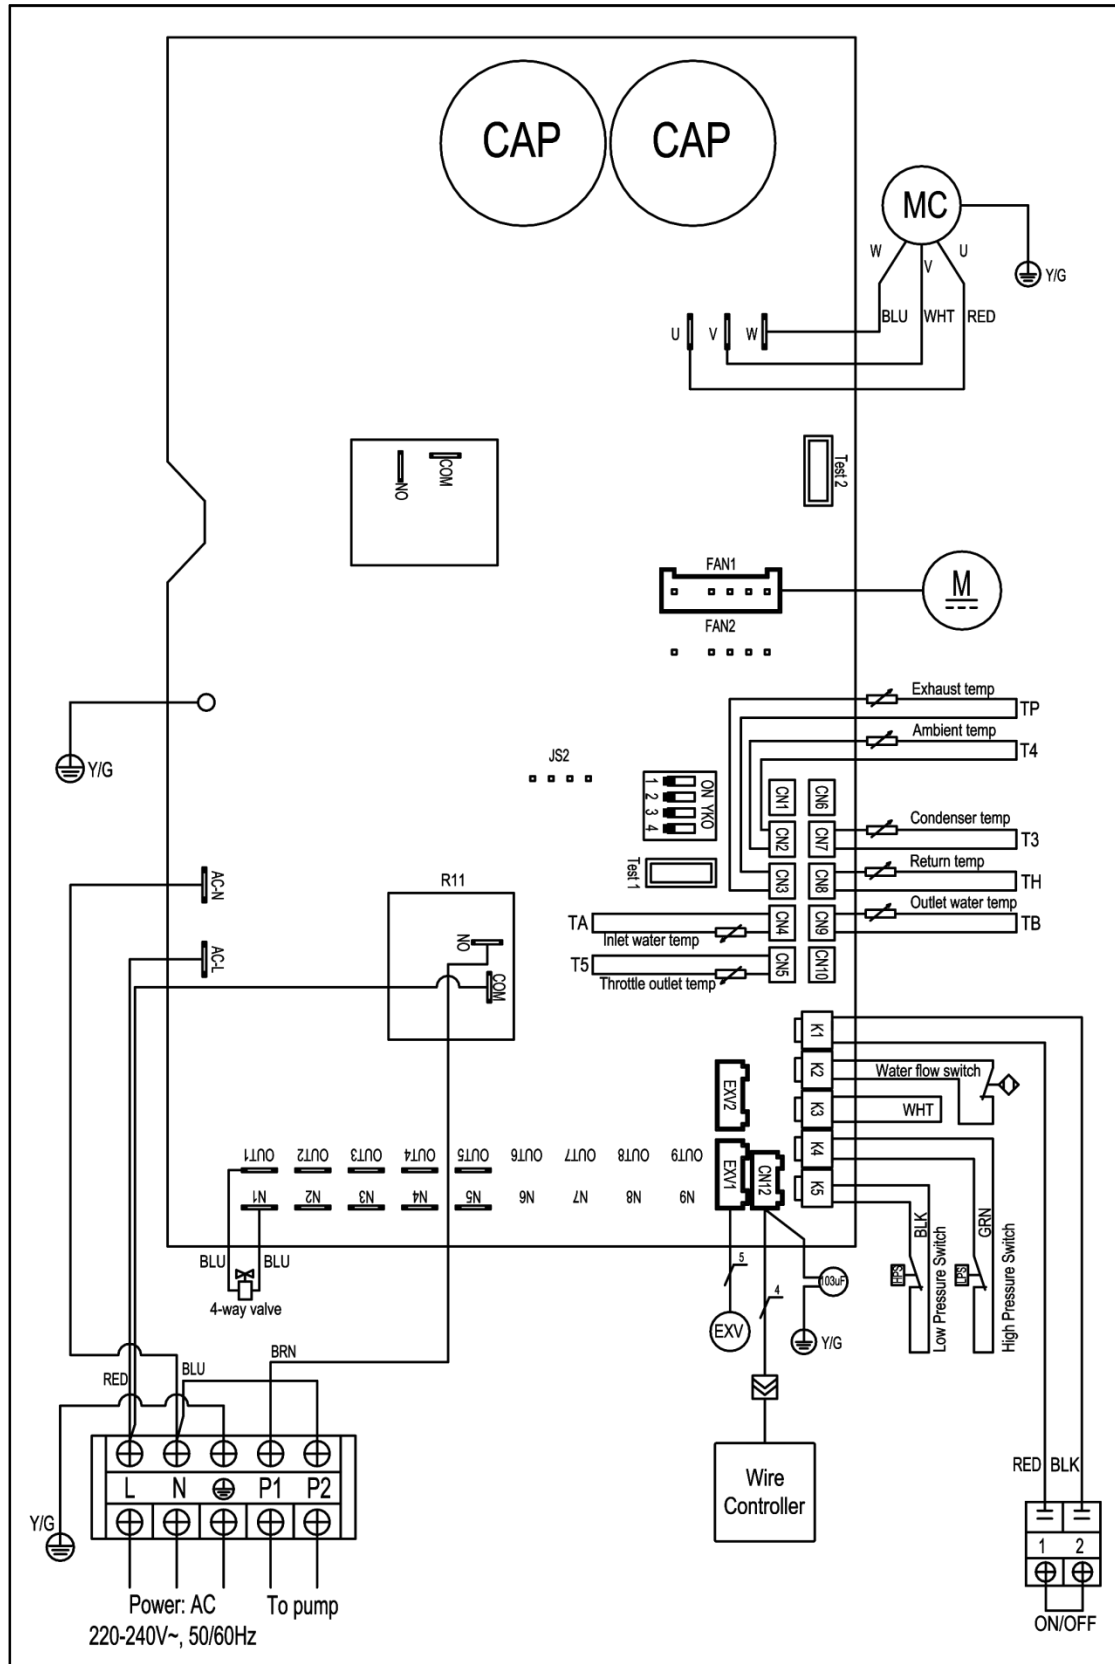 CAP
CAP
MC
W
U
V
Y/G
BLU
WHT
RED
U
V
W
NO
COM
Test 2
FAN1
M
FAN2
Exhaust temp
TP
Ambient temp
T4
Y/G
JS2
1
2
3
4
ON YKO
CN1
CN6
CN2
CN7
Condenser temp
T3
Test 1
CN3
CN8
Return temp
TH
AC-N
R11
TA
CN4
CN9
Outlet water temp
TB
Inlet water temp
AC-L
NO
T5
CN5
CN10
Throttle outlet temp
COM
K1
EXV2
K2
Water flow switch
K3
WHT
OUT1
OUT2
OUT3
OUT4
OUT5
OUT6
OUT7
OUT8
OUT9
EXV1
CN12
K4
N1
N2
N3
N4
N5
N6
N7
N8
N9
K5
BLK
GRN
BLU
BLU
4-way valve
5
4
103uF
HPS
LPS
Low Pressure Switch
High Pressure Switch
EXV
Y/G
BRN
RED
BLU
L
N
P1
P2
Y/G
Wire
Controller
RED
BLK
1
2
Power: AC
To pump
220-240V~, 50/60Hz
ON/OFF